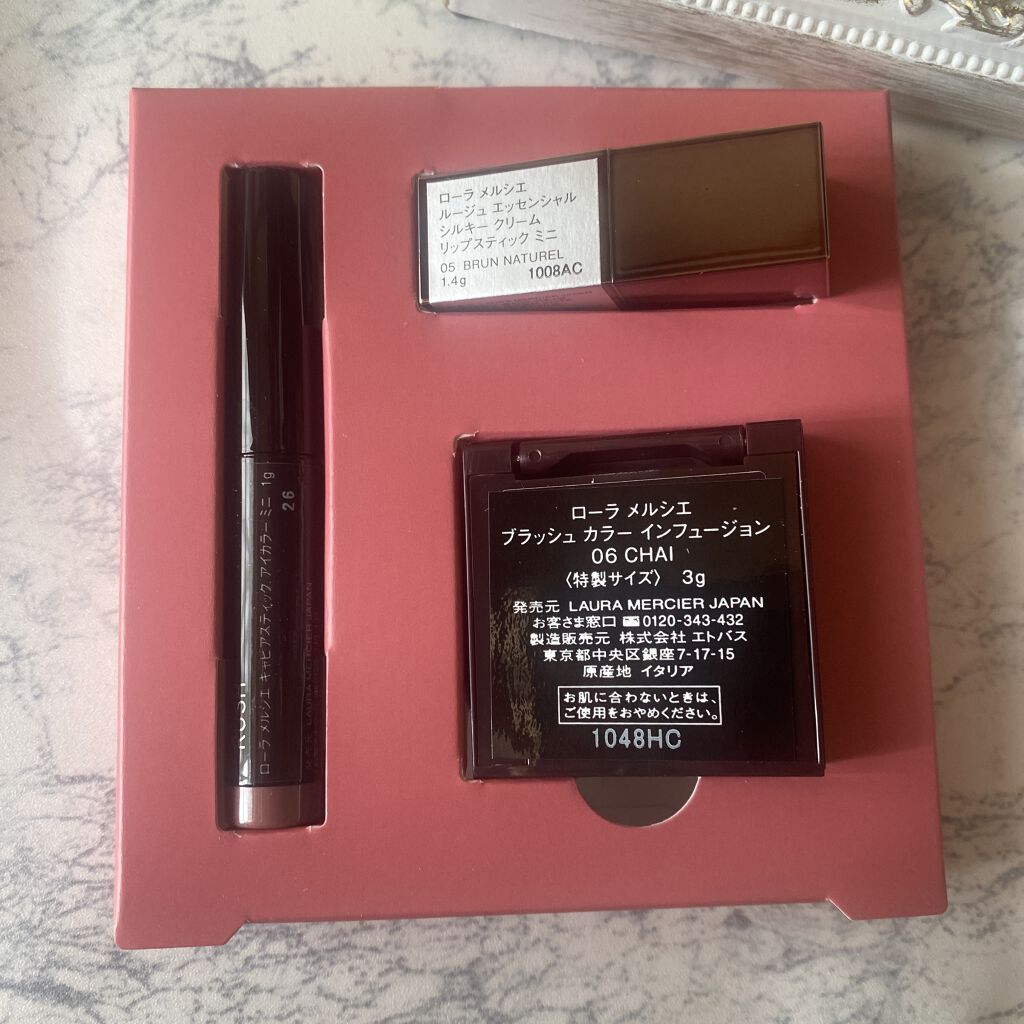 ローラ メルシエ
ルージュ エッセンシャル
シルキー クリーム
リップスティック ミニ
05 BRUN NATUREL
1.4g 1008AC
ローラ メルシエ キャビアスティック アイカラー ミニ 1g
26
LAURA MERCIER JAPAN
ローラ メルシエ
ブラッシュ カラー インフュージョン
06 CHAI
〈特製サイズ〉 3g
発売元 LAURA MERCIER JAPAN
お客さま窓口 0120-343-432
製造販売元 株式会社 エトバス
東京都中央区銀座7-17-15
原産地 イタリア
お肌に合わないときは、
ご使用をおやめください。
1048HC